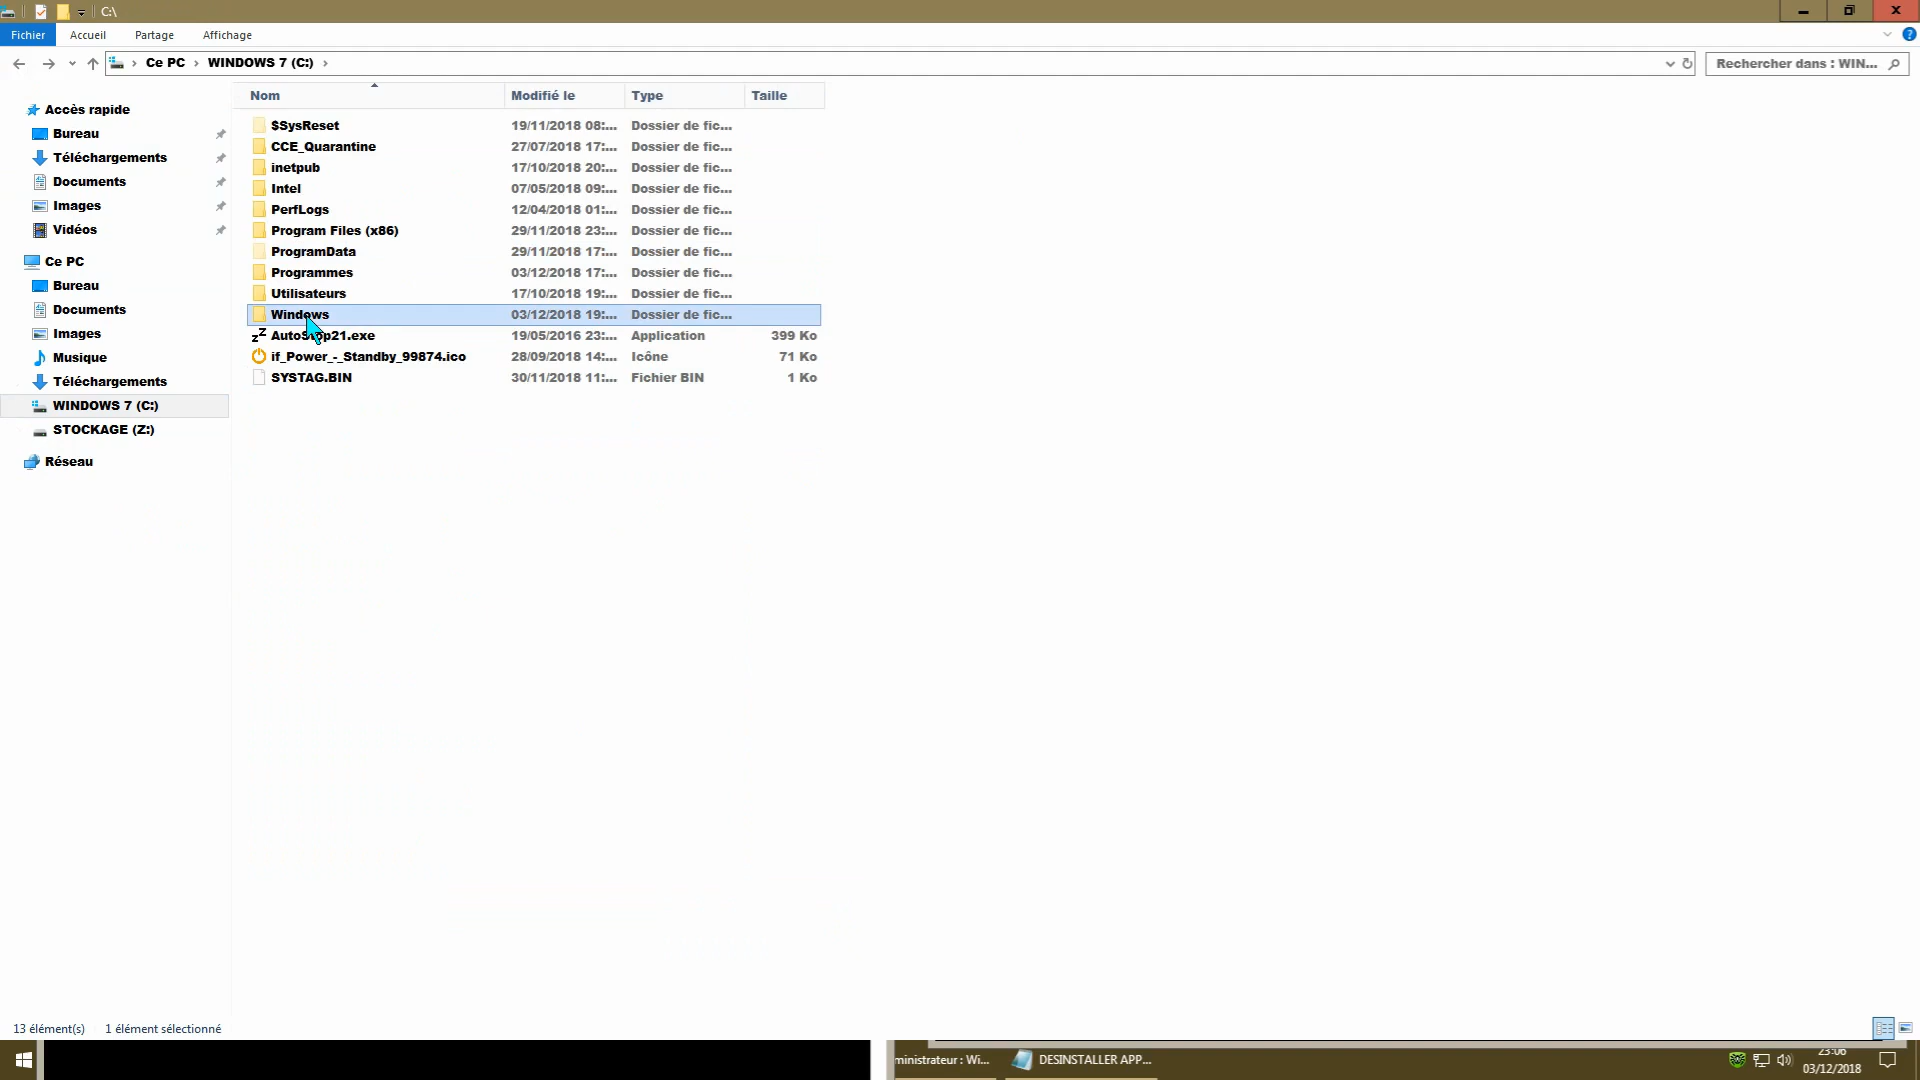 C:\
Fichier Accueil Partage Affichage
Ce PC WINDOWS 7 (C:) Rechercher dans : WIN...
Nom Modifié le Type Taille
Accès rapide
Bureau
Téléchargements
Documents
Images
Vidéos
Ce PC
Bureau
Documents
Images
Musique
Téléchargements
WINDOWS 7 (C:)
STOCKAGE (Z:)
Réseau
$SysReset 19/11/2018 08:... Dossier de fic...
CCE_Quarantine 27/07/2018 17:... Dossier de fic...
inetpub 17/10/2018 20:... Dossier de fic...
Intel 07/05/2018 09:... Dossier de fic...
PerfLogs 12/04/2018 01:... Dossier de fic...
Program Files (x86) 29/11/2018 23:... Dossier de fic...
ProgramData 29/11/2018 17:... Dossier de fic...
Programmes 03/12/2018 17:... Dossier de fic...
Utilisateurs 17/10/2018 19:... Dossier de fic...
Windows 03/12/2018 19:... Dossier de fic...
AutoStop21.exe 19/05/2016 23:... Application 399 Ko
if_Power_-_Standby_99874.ico 28/09/2018 14:... Icône 71 Ko
SYSTAG.BIN 30/11/2018 11:... Fichier BIN 1 Ko
13 élément(s) 1 élément sélectionné
ministrateur : Wi... DESINSTALLER APP...
23:06
03/12/2018